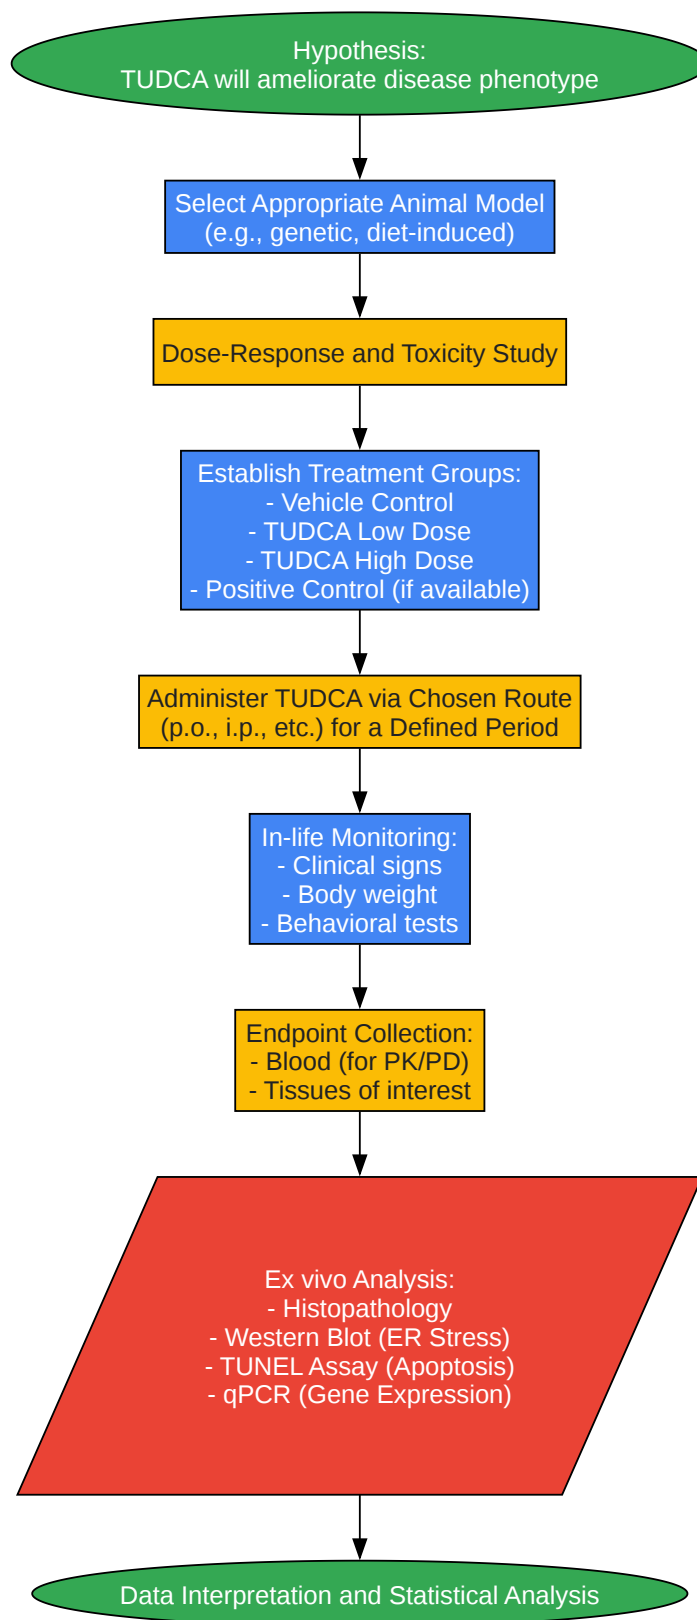 Hypothesis:
TUDCA will ameliorate disease phenotype
Select Appropriate Animal Model
(e.g., genetic, diet-induced)
Dose-Response and Toxicity Study
Establish Treatment Groups:
- Vehicle Control
- TUDCA Low Dose
- TUDCA High Dose
- Positive Control (if available)
Administer TUDCA via Chosen Route
(p.o., i.p., etc.) for a Defined Period
In-life Monitoring:
- Clinical signs
- Body weight
- Behavioral tests
Endpoint Collection:
- Blood (for PK/PD)
- Tissues of interest
Ex vivo Analysis:
- Histopathology
- Western Blot (ER Stress)
- TUNEL Assay (Apoptosis)
- qPCR (Gene Expression)
Data Interpretation and Statistical Analysis